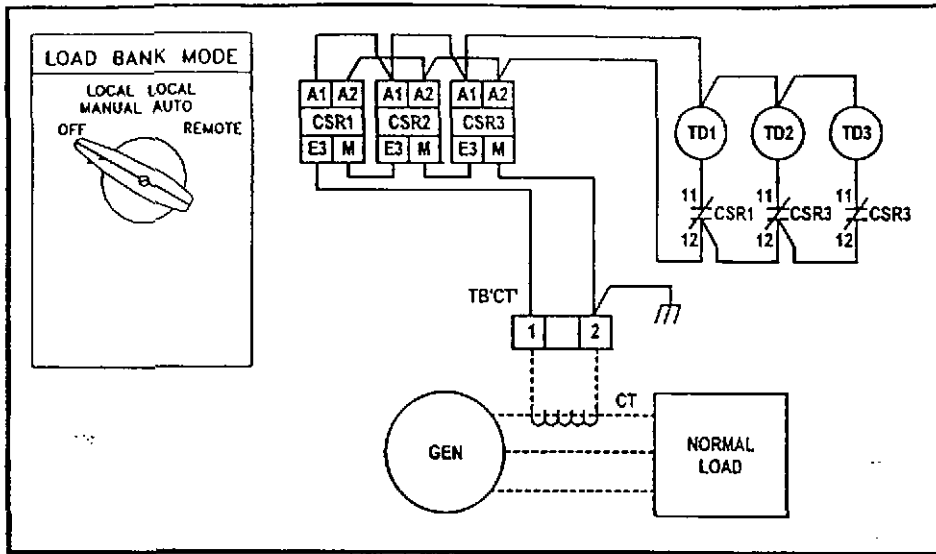 LOAD BANK MODE
LOCAL LOCAL
MANUAL AUTO
OFF REMOTE
A1 A2 A1 A2 A1 A2
CSR1 CSR2 CSR3
E3 M E3 M E3 M
TD1 TD2 TD3
11 CSR1 11 CSR3 11 CSR3
12 12 12
TB'CT'
1 2
CT
GEN
NORMAL
LOAD